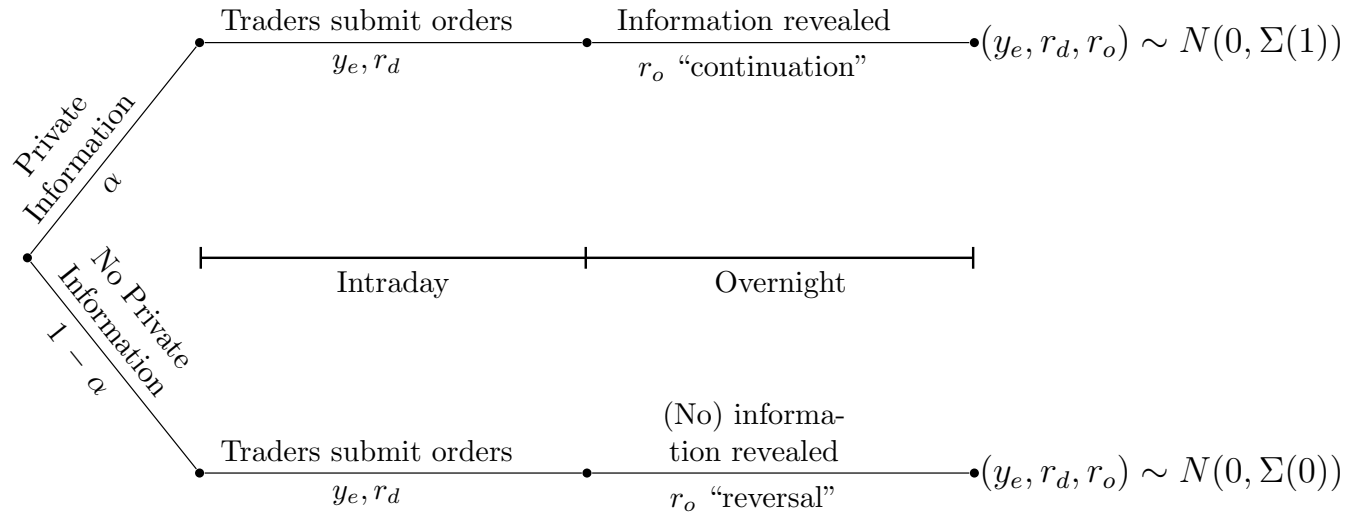 Traders submit orders
y_e, r_d
Information revealed
r_o “continuation”
(y_e, r_d, r_o) ∼ N(0, Σ(1))
Private
Information
α
Intraday
Overnight
No Private
Information
1 − α
Traders submit orders
y_e, r_d
(No) informa-
tion revealed
r_o “reversal”
(y_e, r_d, r_o) ∼ N(0, Σ(0))